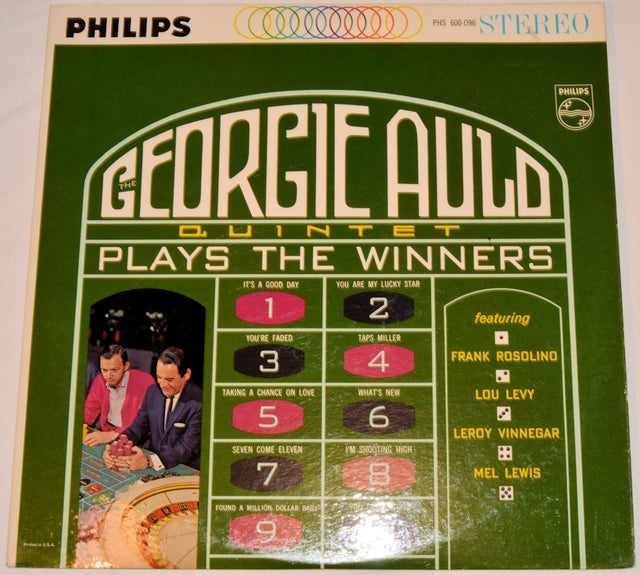 PHILIPS
PHS 600-096 STEREO
PHILIPS
THE GEORGIE AULD
QUINTET
PLAYS THE WINNERS
IT'S A GOOD DAY
1
YOU ARE MY LUCKY STAR
2
YOU'RE FADED
3
TAPS MILLER
4
TAKING A CHANCE ON LOVE
5
WHAT'S NEW
6
SEVEN COME ELEVEN
7
I'M SHOOTING HIGH
8
FOUND A MILLION DOLLAR BABY
9
featuring
FRANK ROSOLINO
LOU LEVY
LEROY VINNEGAR
MEL LEWIS
Printed in U.S.A.